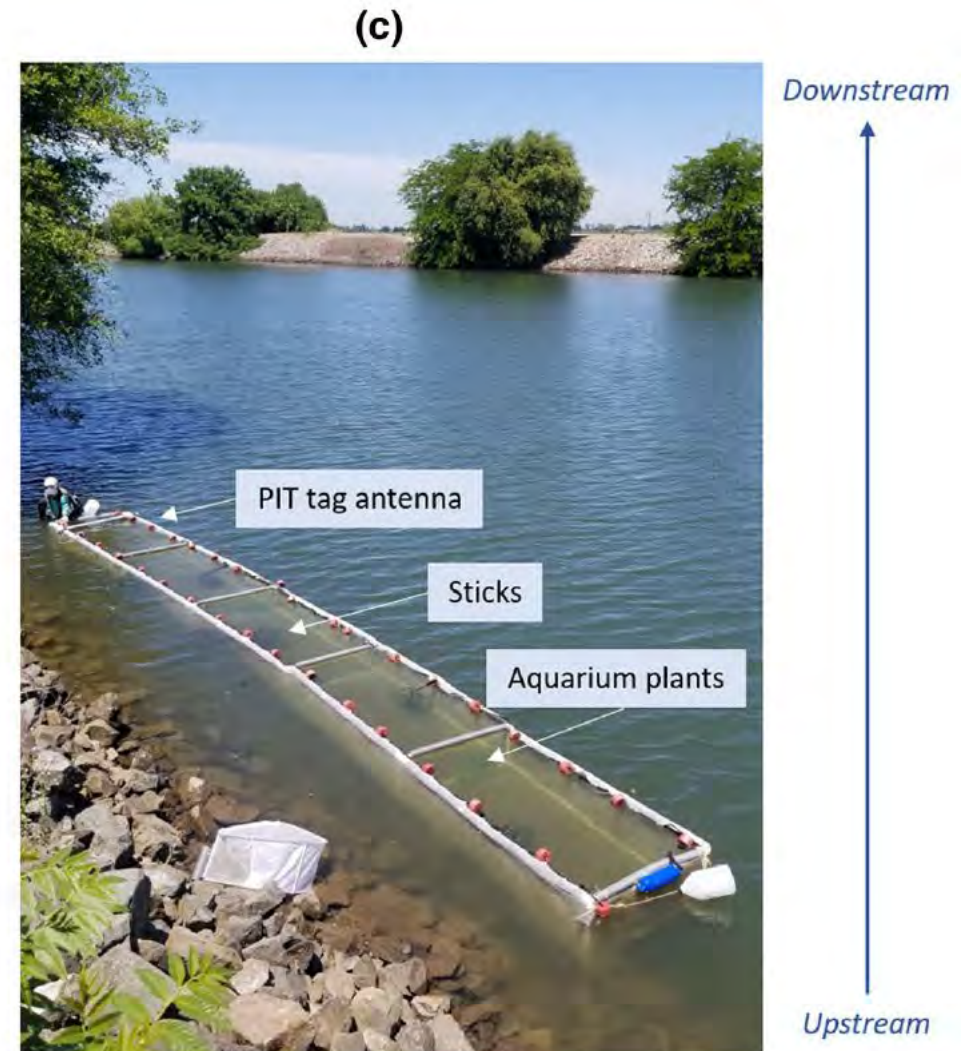 (c)
Downstream
PIT tag antenna
Sticks
Aquarium plants
Upstream